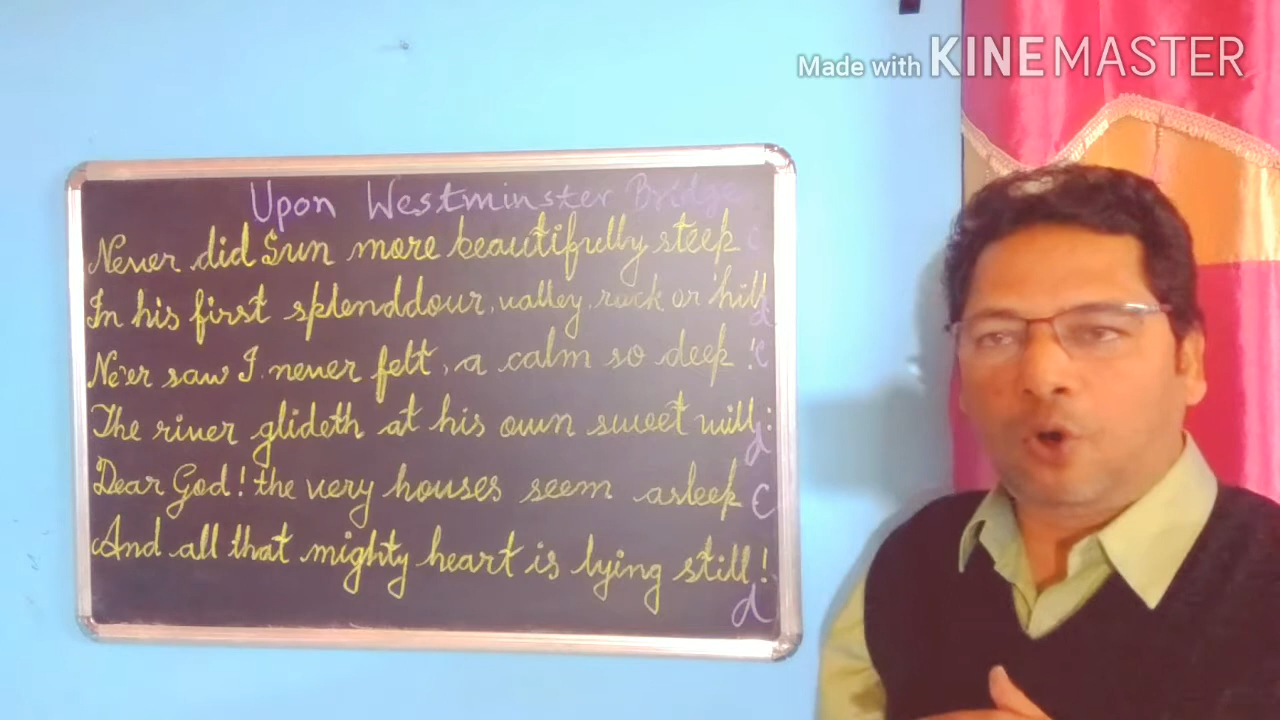 Made with KINEMASTER
Upon Westminster Bridge
Never did Sun more beautifully steep c
In his first splenddour, valley, rock or hill, d
Ne'er saw I, never felt, a calm so deep! c
The river glideth at his own sweet will: d
Dear God! the very houses seem asleep c
And all that mighty heart is lying still!
d